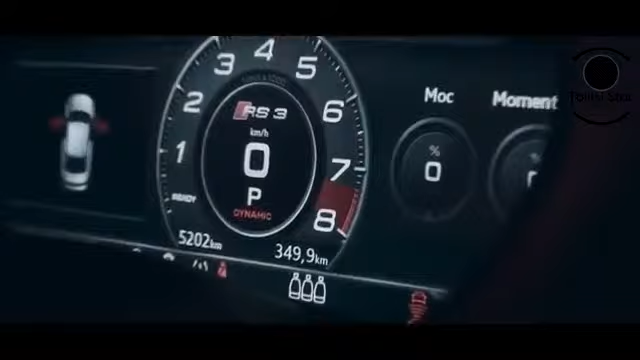 4
3 5
2 6
1 7
8
RS 3
km/h
0
P
DYNAMIC
READY
5202km
349,9km
Moc
%
0
Moment